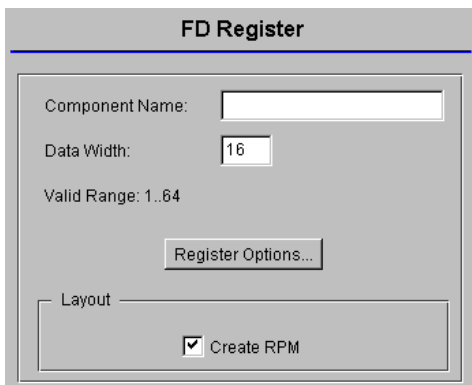 FD Register
Component Name:
Data Width: 16
Valid Range: 1..64
Register Options...
Layout
Create RPM